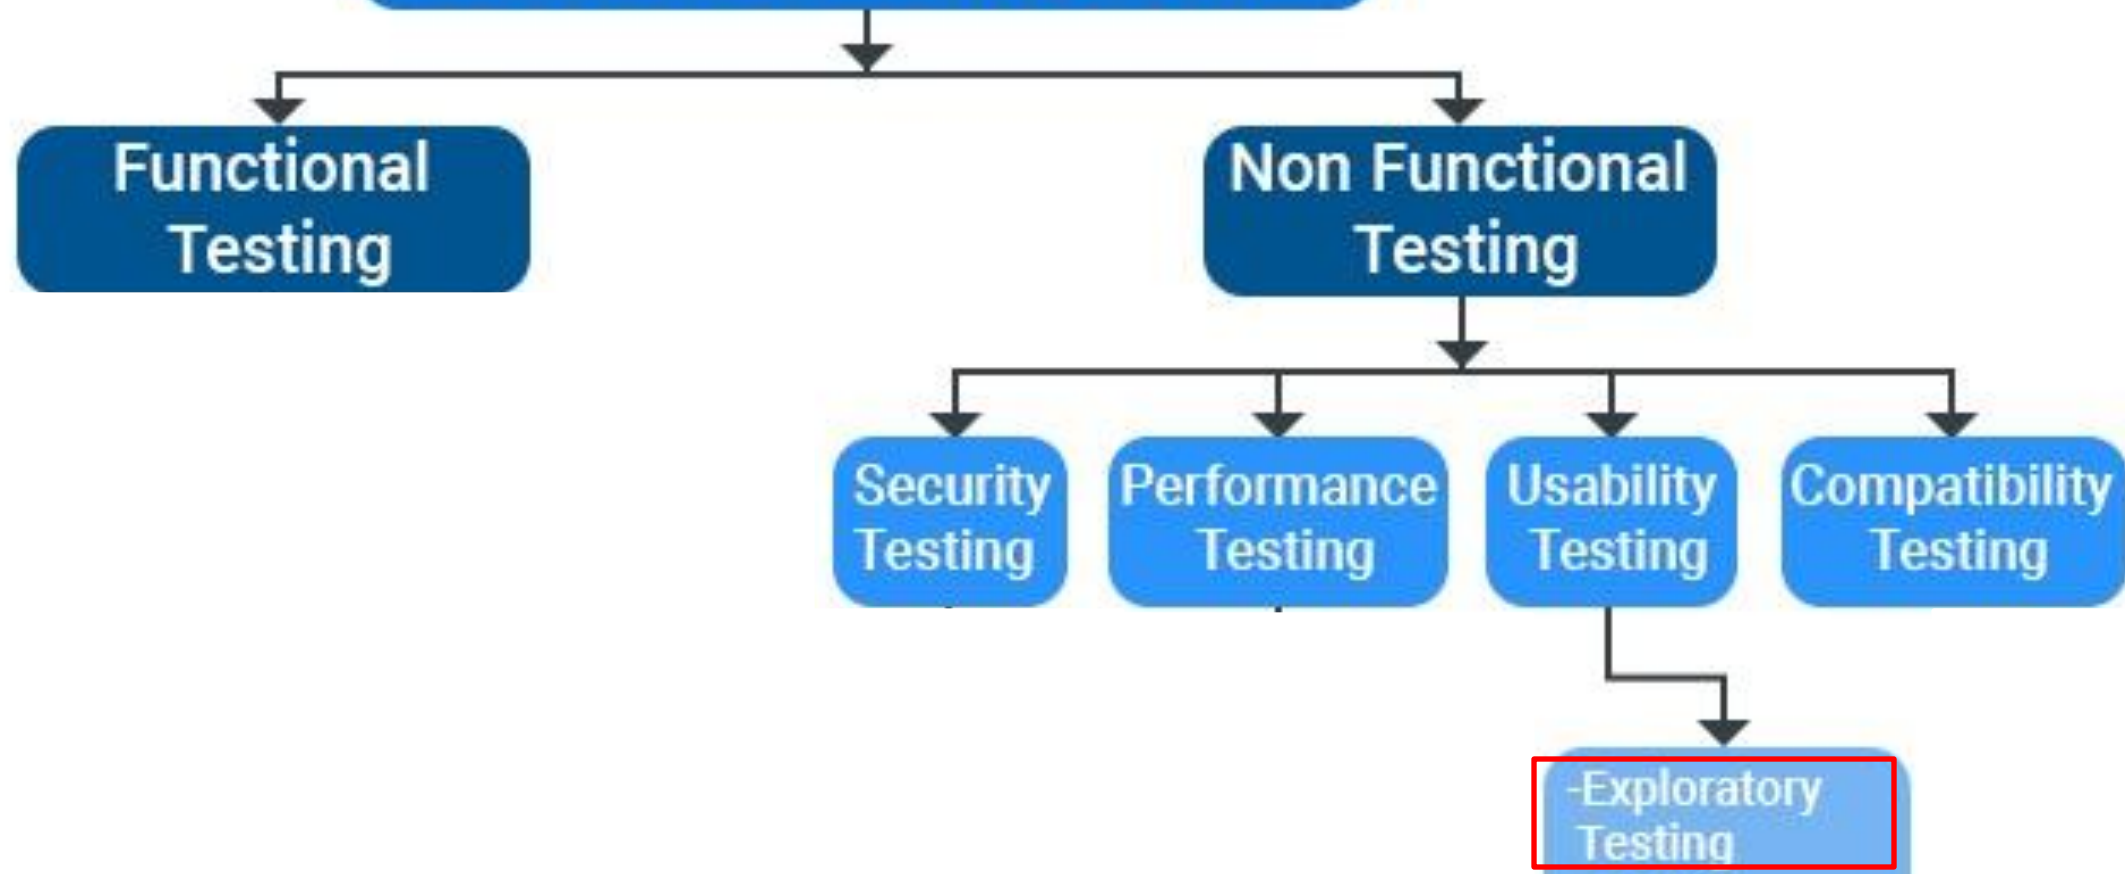 Functional
Testing
Non Functional
Testing
Security
Testing
Performance
Testing
Usability
Testing
Compatibility
Testing
-Exploratory
Testing